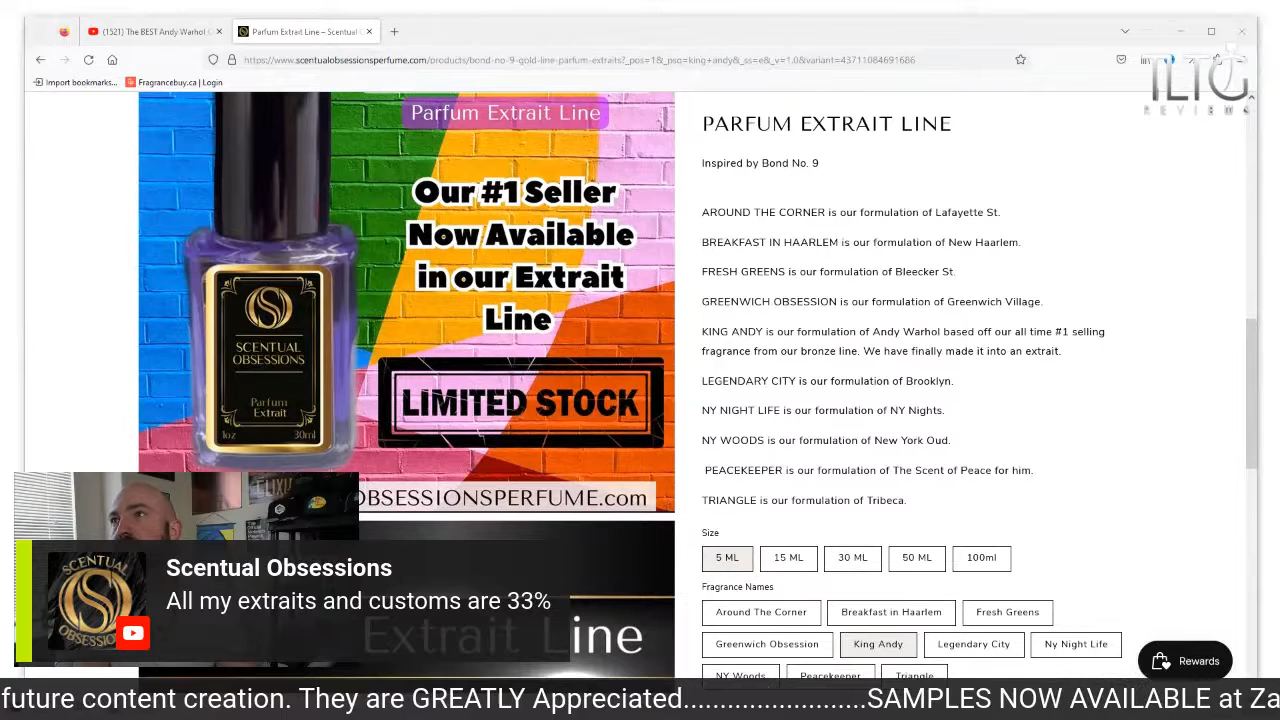 (1521) The BEST Andy Warhol
Parfum Extrait Line – Scentual
https://www.scentualobsessionsperfume.com/products/bond-no-9-gold-line-parfum-extraits?_pos=1&_psq=king+andy&_ss=e&_v=1.0&variant=43711084691686
Import bookmarks...
Fragrancebuy.ca | Login
REVIEWS
Parfum Extrait Line
Our #1 Seller
Now Available
in our Extrait
Line
LIMITED STOCK
SCENTUAL
OBSESSIONS
Parfum
Extrait
1oz
30ml
OBSESSIONSPERFUME.com
Extrait Line
PARFUM EXTRAIT LINE
Inspired by Bond No. 9
AROUND THE CORNER is our formulation of Lafayette St.
BREAKFAST IN HAARLEM is our formulation of New Haarlem.
FRESH GREENS is our formulation of Bleecker St.
GREENWICH OBSESSION is our formulation of Greenwich Village.
KING ANDY is our formulation of Andy Warhol based off our all time #1 selling
fragrance from our bronze line. We have finally made it into an extrait.
LEGENDARY CITY is our formulation of Brooklyn.
NY NIGHT LIFE is our formulation of NY Nights.
NY WOODS is our formulation of New York Oud.
PEACEKEEPER is our formulation of The Scent of Peace for him.
TRIANGLE is our formulation of Tribeca.
Size
5 ML
15 ML
30 ML
50 ML
100ml
Fragrance Names
Around The Corner
Breakfast in Haarlem
Fresh Greens
Greenwich Obsession
King Andy
Legendary City
Ny Night Life
NY Woods
Peacekeeper
Triangle
Rewards
SCENTUAL
Scentual Obsessions
All my extraits and customs are 33%
future content creation. They are GREATLY Appreciated.........................SAMPLES NOW AVAILABLE at Za